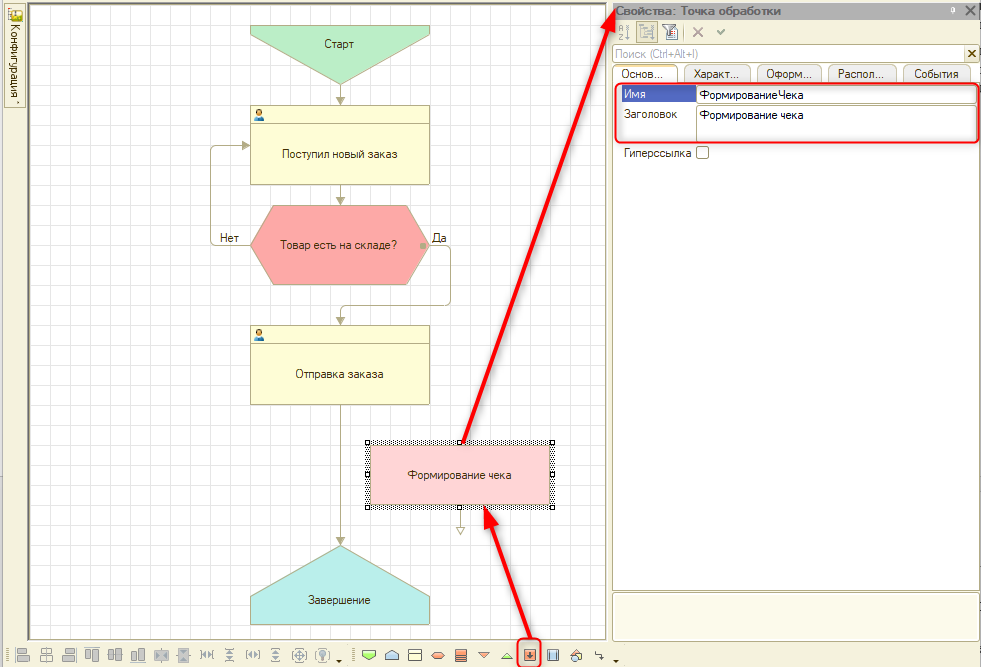 Конфигурация
Старт
Поступил новый заказ
Нет
Товар есть на складе?
Да
Отправка заказа
Формирование чека
Завершение
Свойства: Точка обработки
Поиск (Ctrl+Alt+I)
Основ...
Характ...
Оформ...
Распол...
События
Имя
ФормированиеЧека
Заголовок
Формирование чека
Гиперссылка